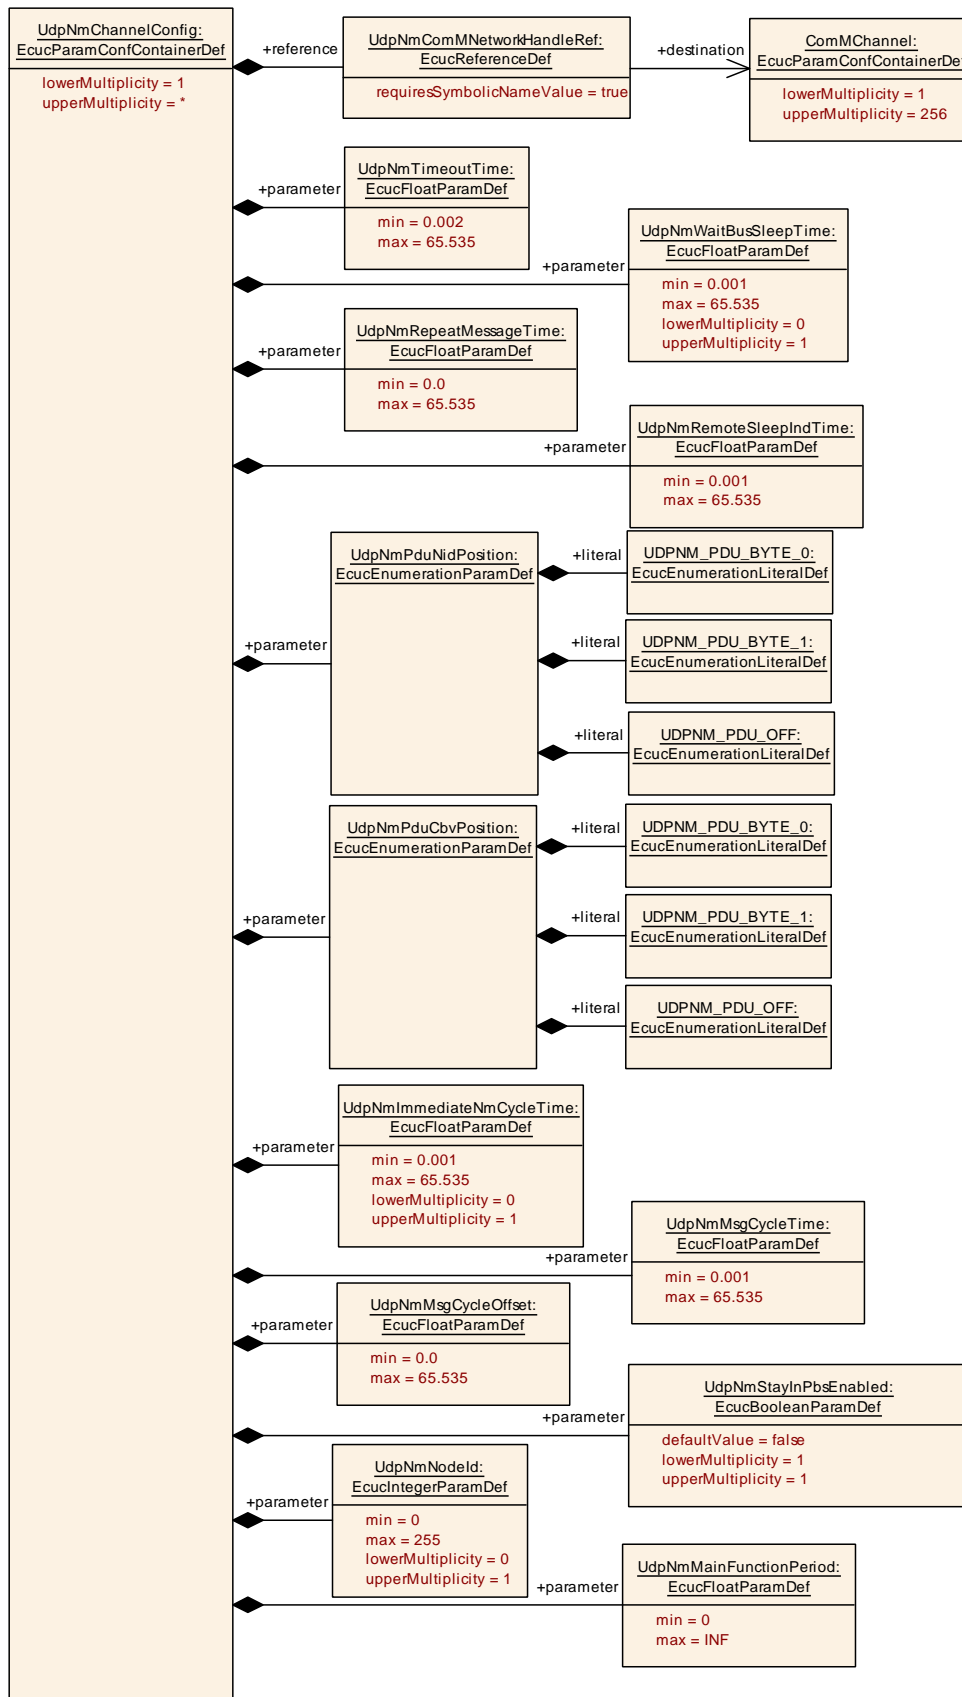 UdpNmChannelConfig:
EcucParamConfContainerDef
lowerMultiplicity = 1
upperMultiplicity = *
+reference
UdpNmComMNetworkHandleRef:
EcucReferenceDef
requiresSymbolicNameValue = true
+destination
ComMChannel:
EcucParamConfContainerDef
lowerMultiplicity = 1
upperMultiplicity = 256
+parameter
UdpNmTimeoutTime:
EcucFloatParamDef
min = 0.002
max = 65.535
+parameter
UdpNmWaitBusSleepTime:
EcucFloatParamDef
min = 0.001
max = 65.535
lowerMultiplicity = 0
upperMultiplicity = 1
+parameter
UdpNmRepeatMessageTime:
EcucFloatParamDef
min = 0.0
max = 65.535
+parameter
UdpNmRemoteSleepIndTime:
EcucFloatParamDef
min = 0.001
max = 65.535
+parameter
UdpNmPduNidPosition:
EcucEnumerationParamDef
+literal
UDPNM_PDU_BYTE_0:
EcucEnumerationLiteralDef
+literal
UDPNM_PDU_BYTE_1:
EcucEnumerationLiteralDef
+literal
UDPNM_PDU_OFF:
EcucEnumerationLiteralDef
+parameter
UdpNmPduCbvPosition:
EcucEnumerationParamDef
+literal
UDPNM_PDU_BYTE_0:
EcucEnumerationLiteralDef
+literal
UDPNM_PDU_BYTE_1:
EcucEnumerationLiteralDef
+literal
UDPNM_PDU_OFF:
EcucEnumerationLiteralDef
+parameter
UdpNmImmediateNmCycleTime:
EcucFloatParamDef
min = 0.001
max = 65.535
lowerMultiplicity = 0
upperMultiplicity = 1
+parameter
UdpNmMsgCycleTime:
EcucFloatParamDef
min = 0.001
max = 65.535
+parameter
UdpNmMsgCycleOffset:
EcucFloatParamDef
min = 0.0
max = 65.535
+parameter
UdpNmStayInPbsEnabled:
EcucBooleanParamDef
defaultValue = false
lowerMultiplicity = 1
upperMultiplicity = 1
+parameter
UdpNmNodeId:
EcucIntegerParamDef
min = 0
max = 255
lowerMultiplicity = 0
upperMultiplicity = 1
+parameter
UdpNmMainFunctionPeriod:
EcucFloatParamDef
min = 0
max = INF